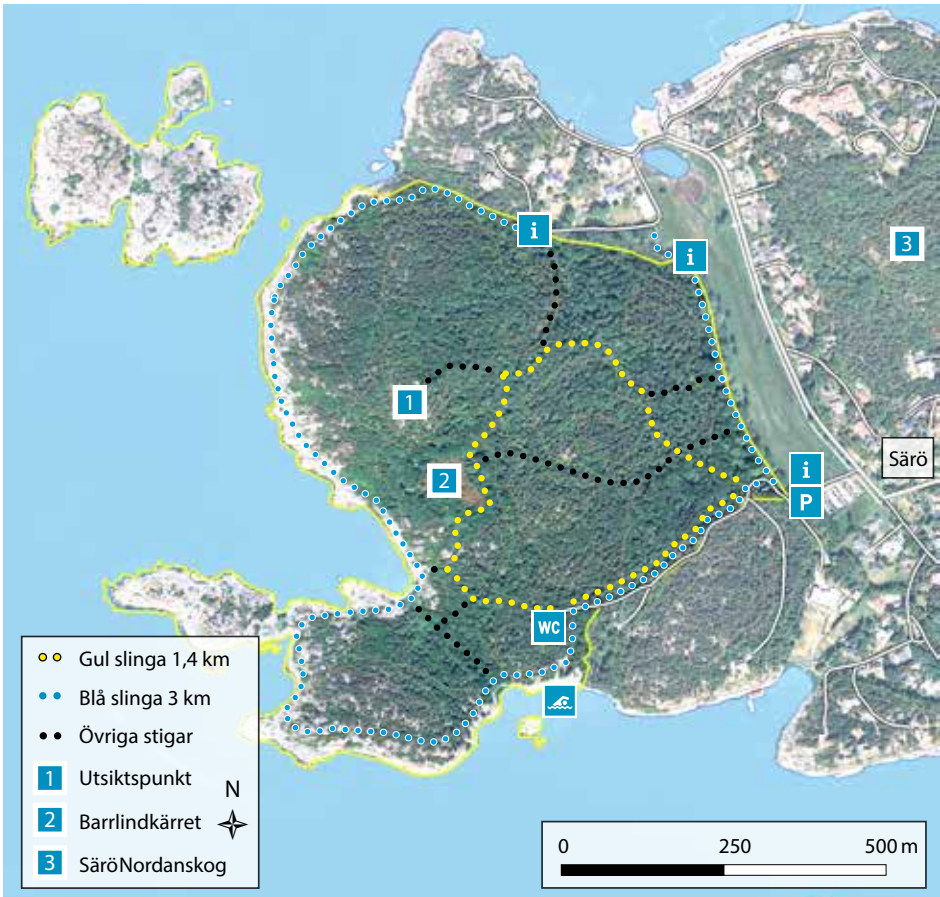 i
i
3
1
2
i
P
Särö
WC
Gul slinga 1,4 km
Blå slinga 3 km
Övriga stigar
1 Utsiktspunkt
N
2 Barrlindkärret
3 SäröNordanskog
0 250 500 m